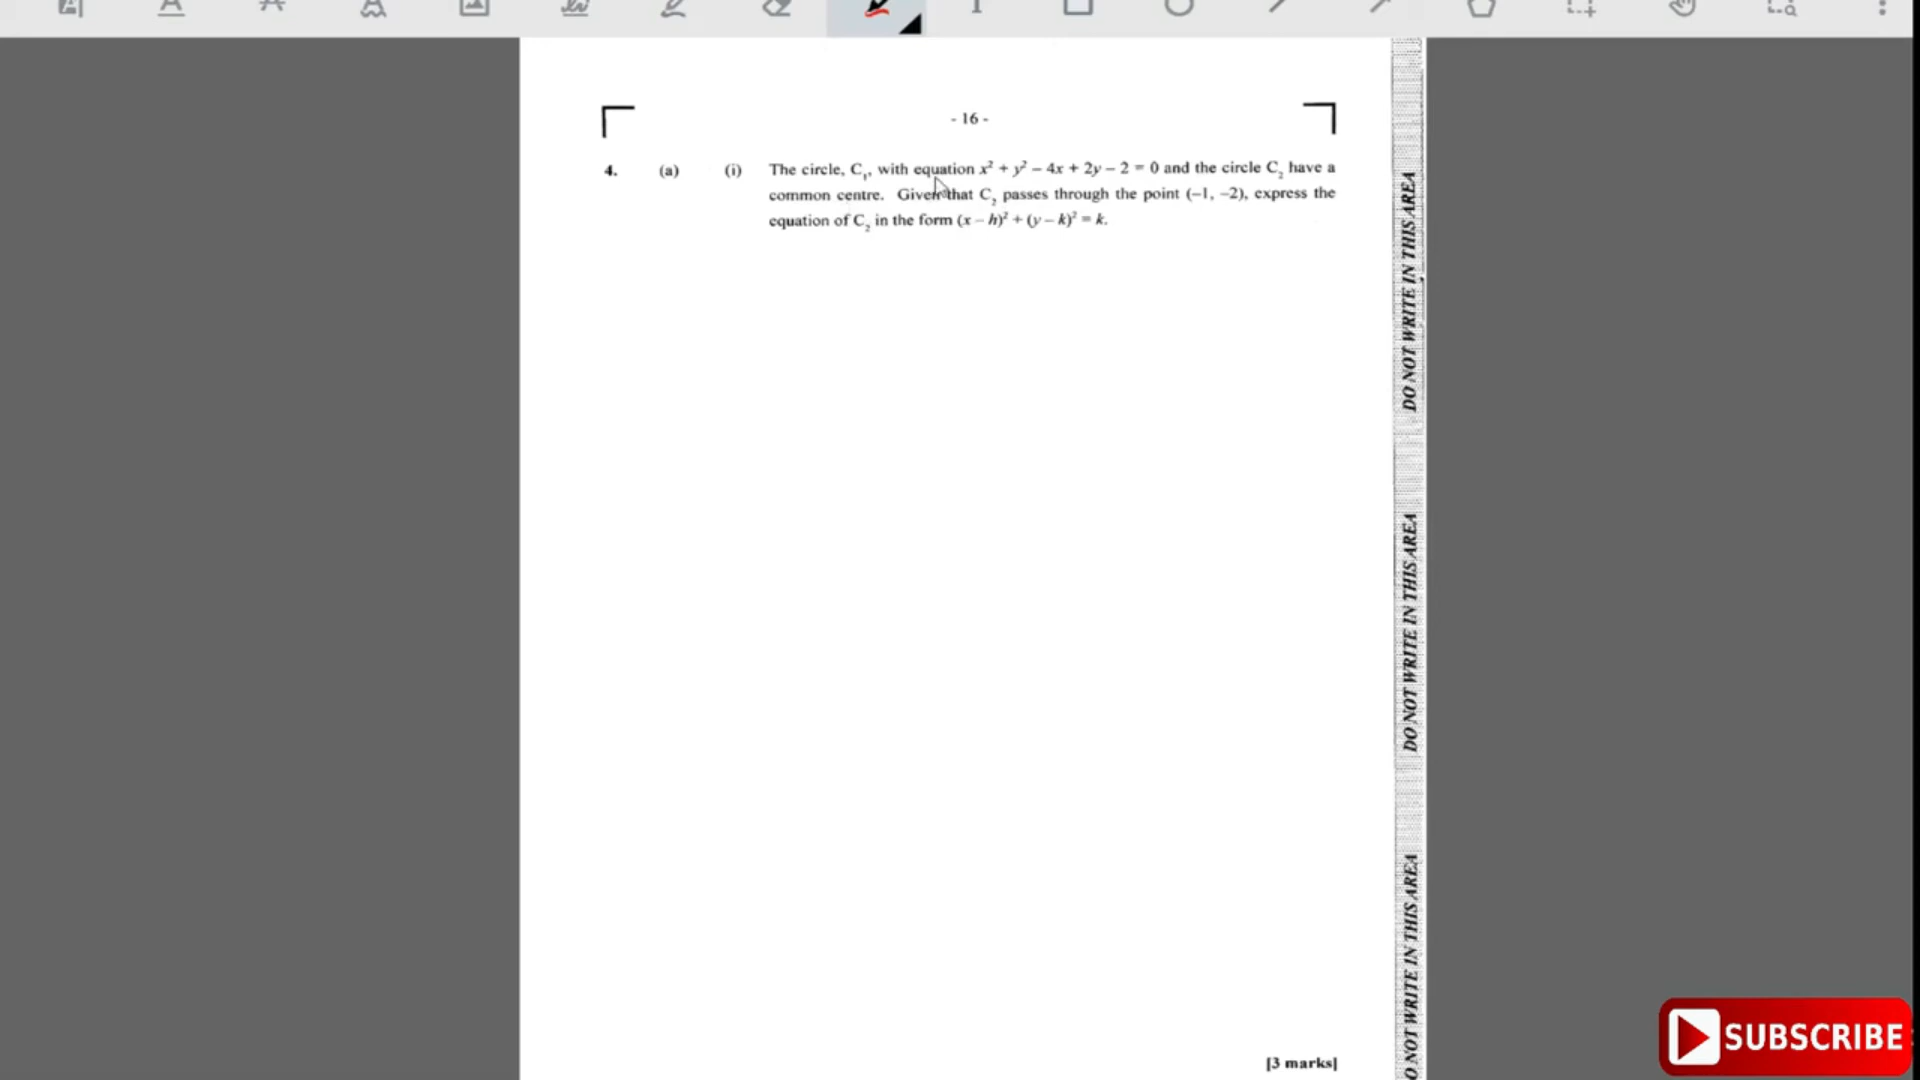 - 16 -
4. (a) (i) The circle, C₁, with equation x² + y² – 4x + 2y – 2 = 0 and the circle C₂ have a
common centre. Given that C₂ passes through the point (–1, –2), express the
equation of C₂ in the form (x – h)² + (y – k)² = k.
[3 marks]
DO NOT WRITE IN THIS AREA
DO NOT WRITE IN THIS AREA
O NOT WRITE IN THIS AREA
SUBSCRIBE